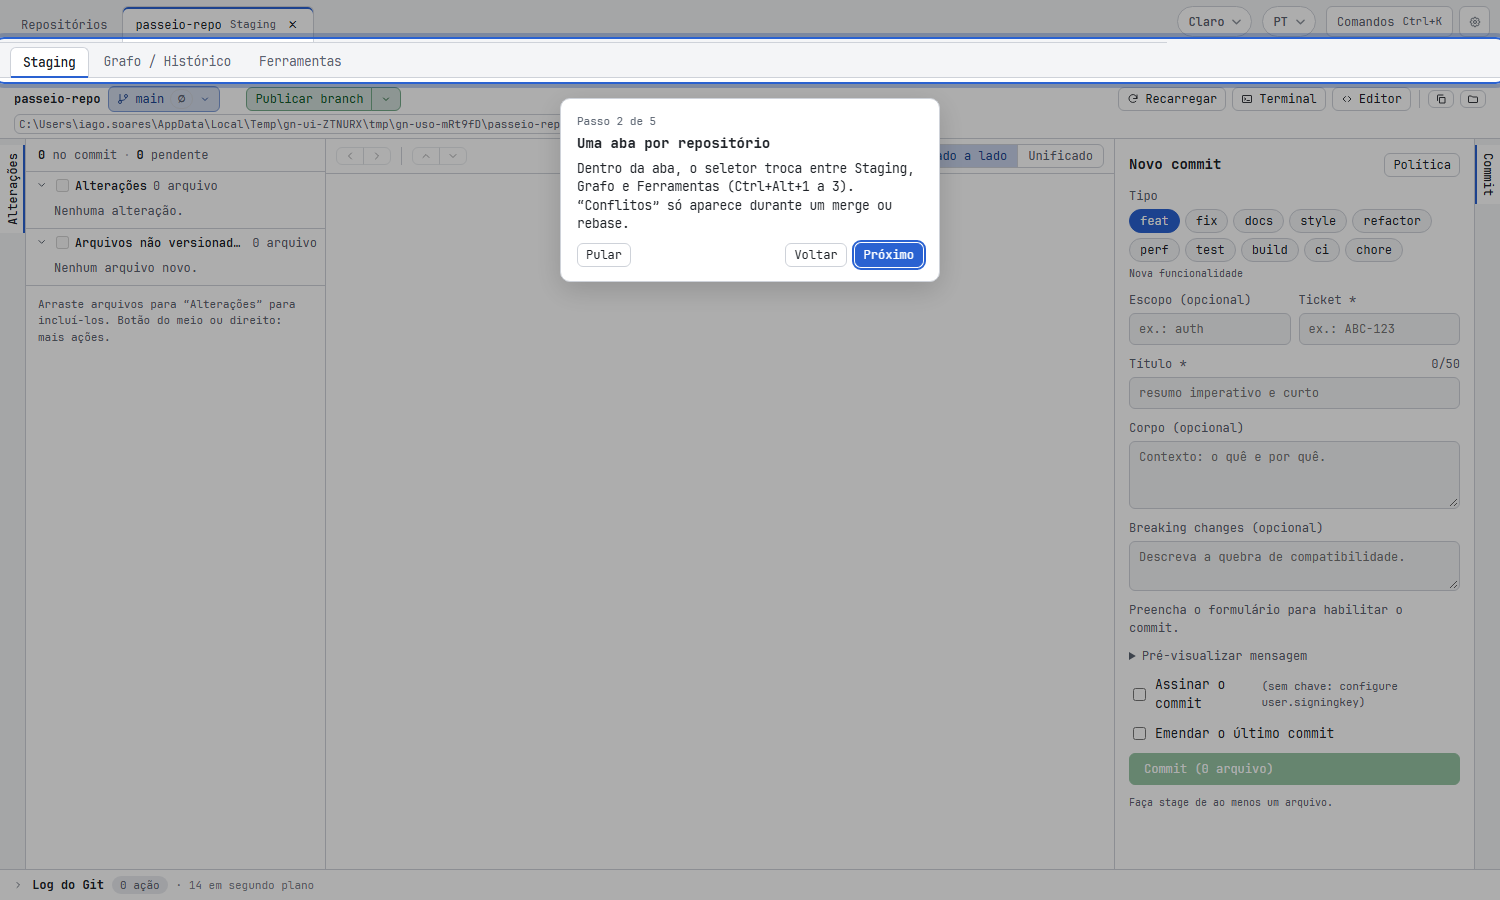 Repositórios
passeio-repo Staging ×
Claro
PT
Comandos Ctrl+K
Staging
Grafo / Histórico
Ferramentas
passeio-repo
main
Publicar branch
Recarregar
Terminal
Editor
C:\Users\iago.soares\AppData\Local\Temp\gn-ui-ZTNURX\tmp\gn-uso-mRt9fD\passeio-rep
Passo 2 de 5
Uma aba por repositório
Dentro da aba, o seletor troca entre Staging,
Grafo e Ferramentas (Ctrl+Alt+1 a 3).
“Conflitos” só aparece durante um merge ou
rebase.
Pular
Voltar
Próximo
Alterações
0 no commit · 0 pendente
Alterações 0 arquivo
Nenhuma alteração.
Arquivos não versionad… 0 arquivo
Nenhum arquivo novo.
Arraste arquivos para “Alterações” para
incluí-los. Botão do meio ou direito:
mais ações.
ado a lado
Unificado
Novo commit
Política
Commit
Tipo
feat
fix
docs
style
refactor
perf
test
build
ci
chore
Nova funcionalidade
Escopo (opcional)
Ticket *
ex.: auth
ex.: ABC-123
Título *
0/50
resumo imperativo e curto
Corpo (opcional)
Contexto: o quê e por quê.
Breaking changes (opcional)
Descreva a quebra de compatibilidade.
Preencha o formulário para habilitar o
commit.
Pré-visualizar mensagem
Assinar o
commit
(sem chave: configure
user.signingkey)
Emendar o último commit
Commit (0 arquivo)
Faça stage de ao menos um arquivo.
Log do Git
0 ação
· 14 em segundo plano